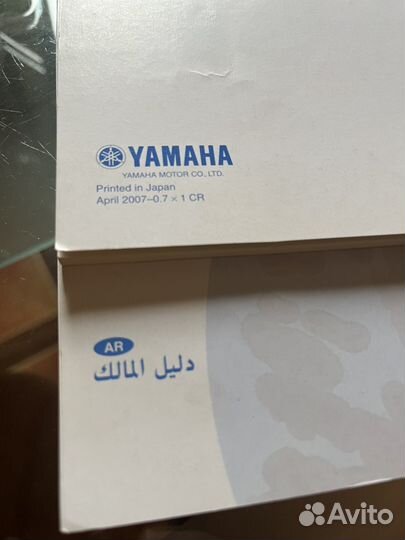 YAMAHA
YAMAHA MOTOR CO., LTD.
Printed in Japan
April 2007–0.7 × 1 CR
AR
دليل المالك
Avito